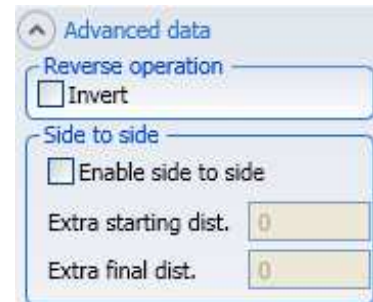 Advanced data
Reverse operation
Invert
Side to side
Enable side to side
Extra starting dist. 0
Extra final dist. 0